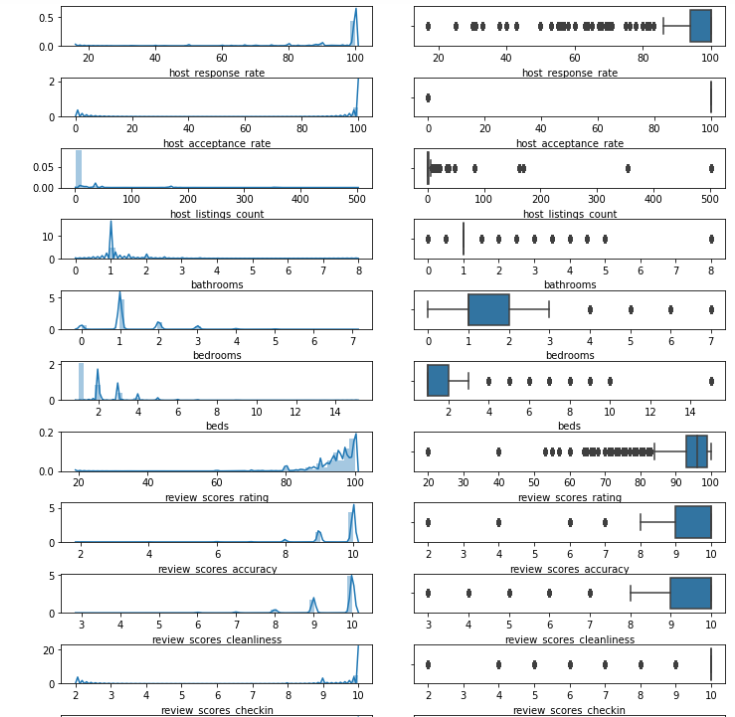 0.5
0.0
20 40 60 80 100 20 40 60 80 100
host_response_rate host_response_rate
2
0
0 20 40 60 80 100 0 20 40 60 80 100
host_acceptance_rate host_acceptance_rate
0.05
0.00
0 100 200 300 400 500 0 100 200 300 400 500
host_listings_count host_listings_count
10
0
0 1 2 3 4 5 6 7 8 0 1 2 3 4 5 6 7 8
bathrooms bathrooms
5
0
0 1 2 3 4 5 6 7 0 1 2 3 4 5 6 7
bedrooms bedrooms
2
0
2 4 6 8 10 12 14 2 4 6 8 10 12 14
beds beds
0.2
0.0
20 40 60 80 100 20 30 40 50 60 70 80 90 100
review_scores_rating review_scores_rating
5
0
2 4 6 8 10 2 3 4 5 6 7 8 9 10
review_scores_accuracy review_scores_accuracy
5
0
3 4 5 6 7 8 9 10 3 4 5 6 7 8 9 10
review_scores_cleanliness review_scores_cleanliness
20
0
2 3 4 5 6 7 8 9 10 2 3 4 5 6 7 8 9 10
review_scores_checkin review_scores_checkin